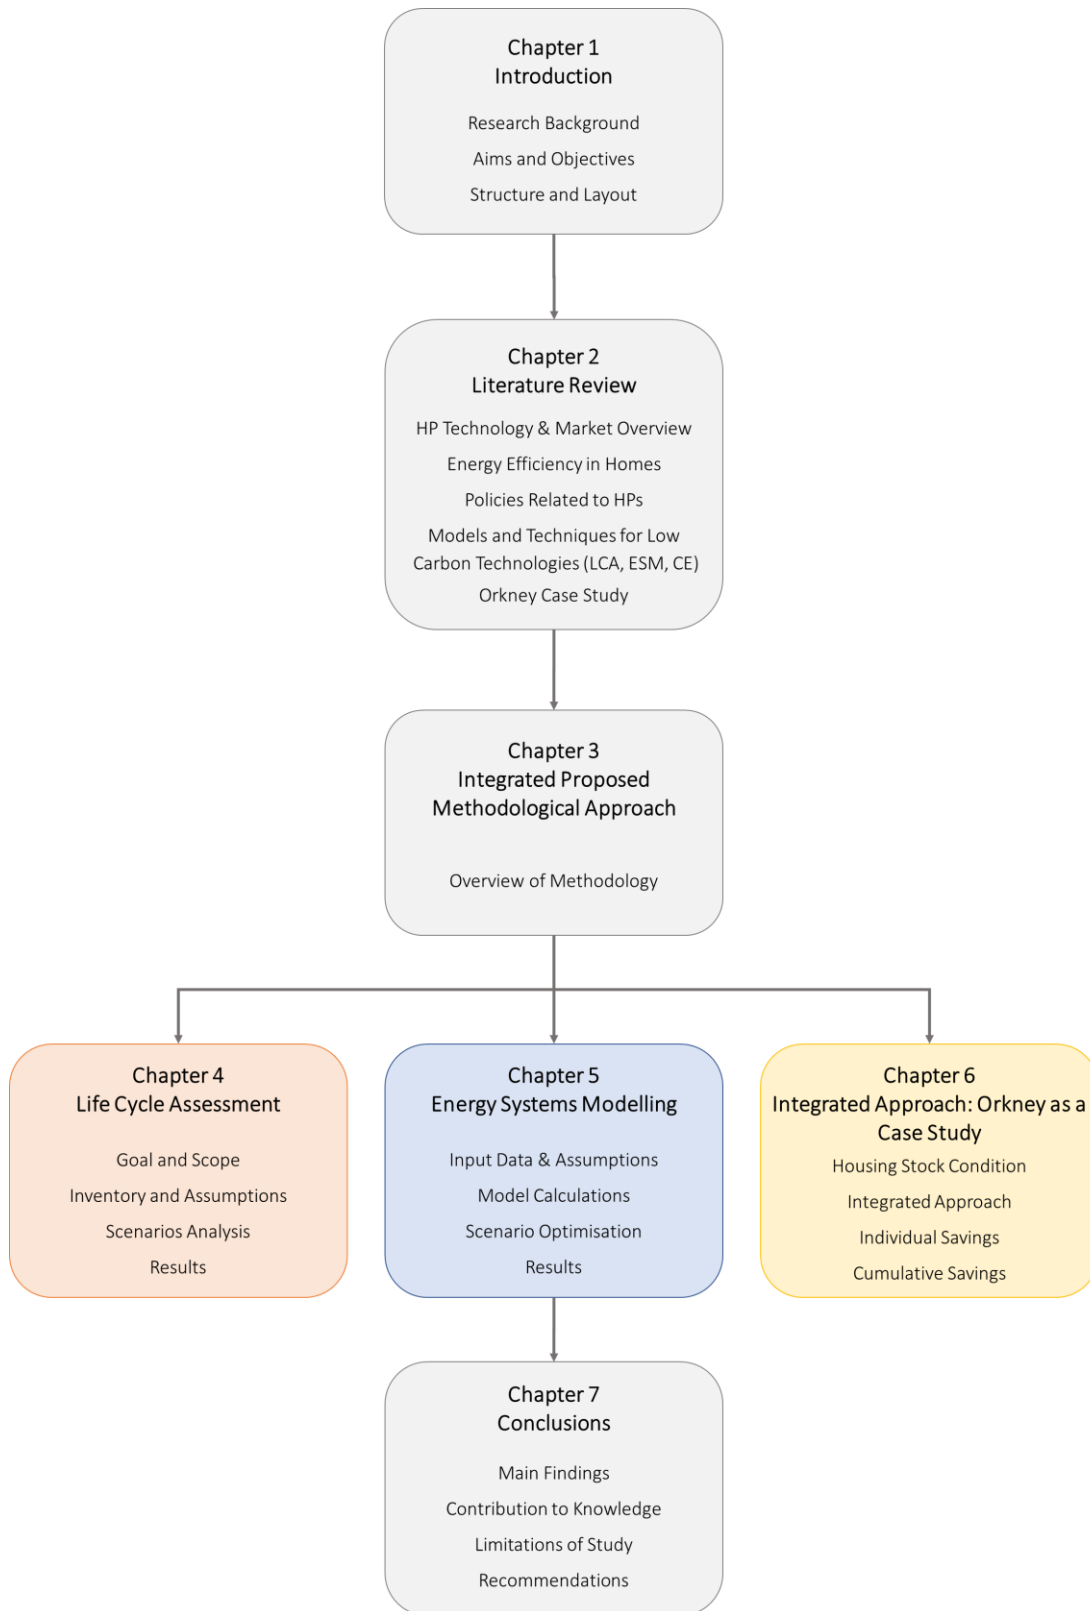 Chapter 1
Introduction
Research Background
Aims and Objectives
Structure and Layout
Chapter 2
Literature Review
HP Technology & Market Overview
Energy Efficiency in Homes
Policies Related to HPs
Models and Techniques for Low
Carbon Technologies (LCA, ESM, CE)
Orkney Case Study
Chapter 3
Integrated Proposed
Methodological Approach
Overview of Methodology
Chapter 4
Life Cycle Assessment
Goal and Scope
Inventory and Assumptions
Scenarios Analysis
Results
Chapter 5
Energy Systems Modelling
Input Data & Assumptions
Model Calculations
Scenario Optimisation
Results
Chapter 6
Integrated Approach: Orkney as a
Case Study
Housing Stock Condition
Integrated Approach
Individual Savings
Cumulative Savings
Chapter 7
Conclusions
Main Findings
Contribution to Knowledge
Limitations of Study
Recommendations